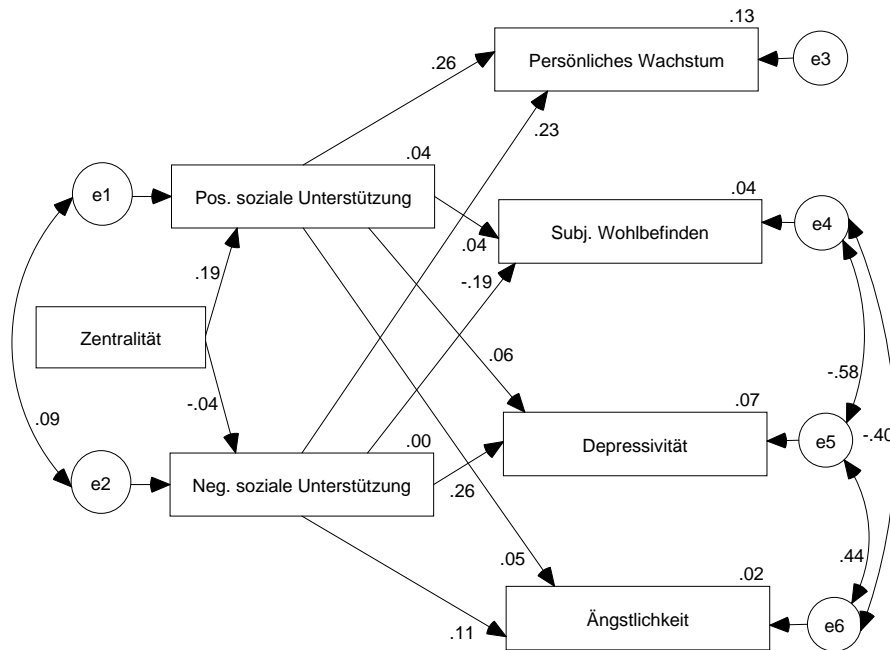 .13
Persönliches Wachstum
e3
.26
.23
.04
e1
Pos. soziale Unterstützung
.04
Subj. Wohlbefinden
e4
.04
.19
-.19
Zentralität
.06
-.58
-.04
.07
.09
.00
Depressivität
e5
-.40
e2
Neg. soziale Unterstützung
.26
.05
.44
.02
.11
Ängstlichkeit
e6